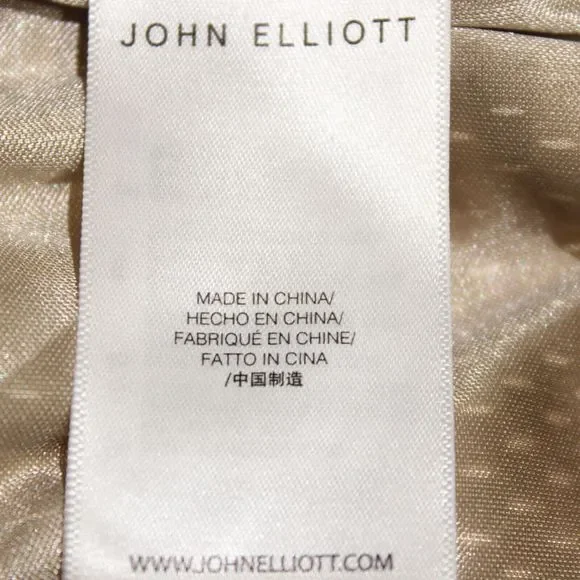 JOHN ELLIOTT
MADE IN CHINA/
HECHO EN CHINA/
FABRIQUÉ EN CHINE/
FATTO IN CINA
/中国制造
WWW.JOHNELLIOTT.COM